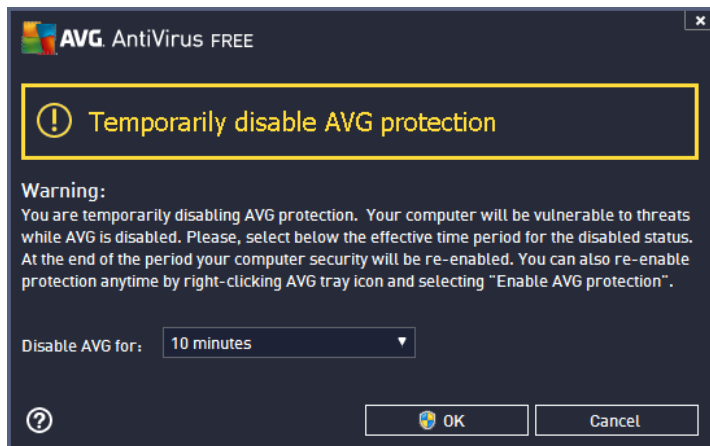 AVG. AntiVirus FREE
Temporarily disable AVG protection
Warning:
You are temporarily disabling AVG protection. Your computer will be vulnerable to threats
while AVG is disabled. Please, select below the effective time period for the disabled status.
At the end of the period your computer security will be re-enabled. You can also re-enable
protection anytime by right-clicking AVG tray icon and selecting "Enable AVG protection".
Disable AVG for: 10 minutes
OK Cancel